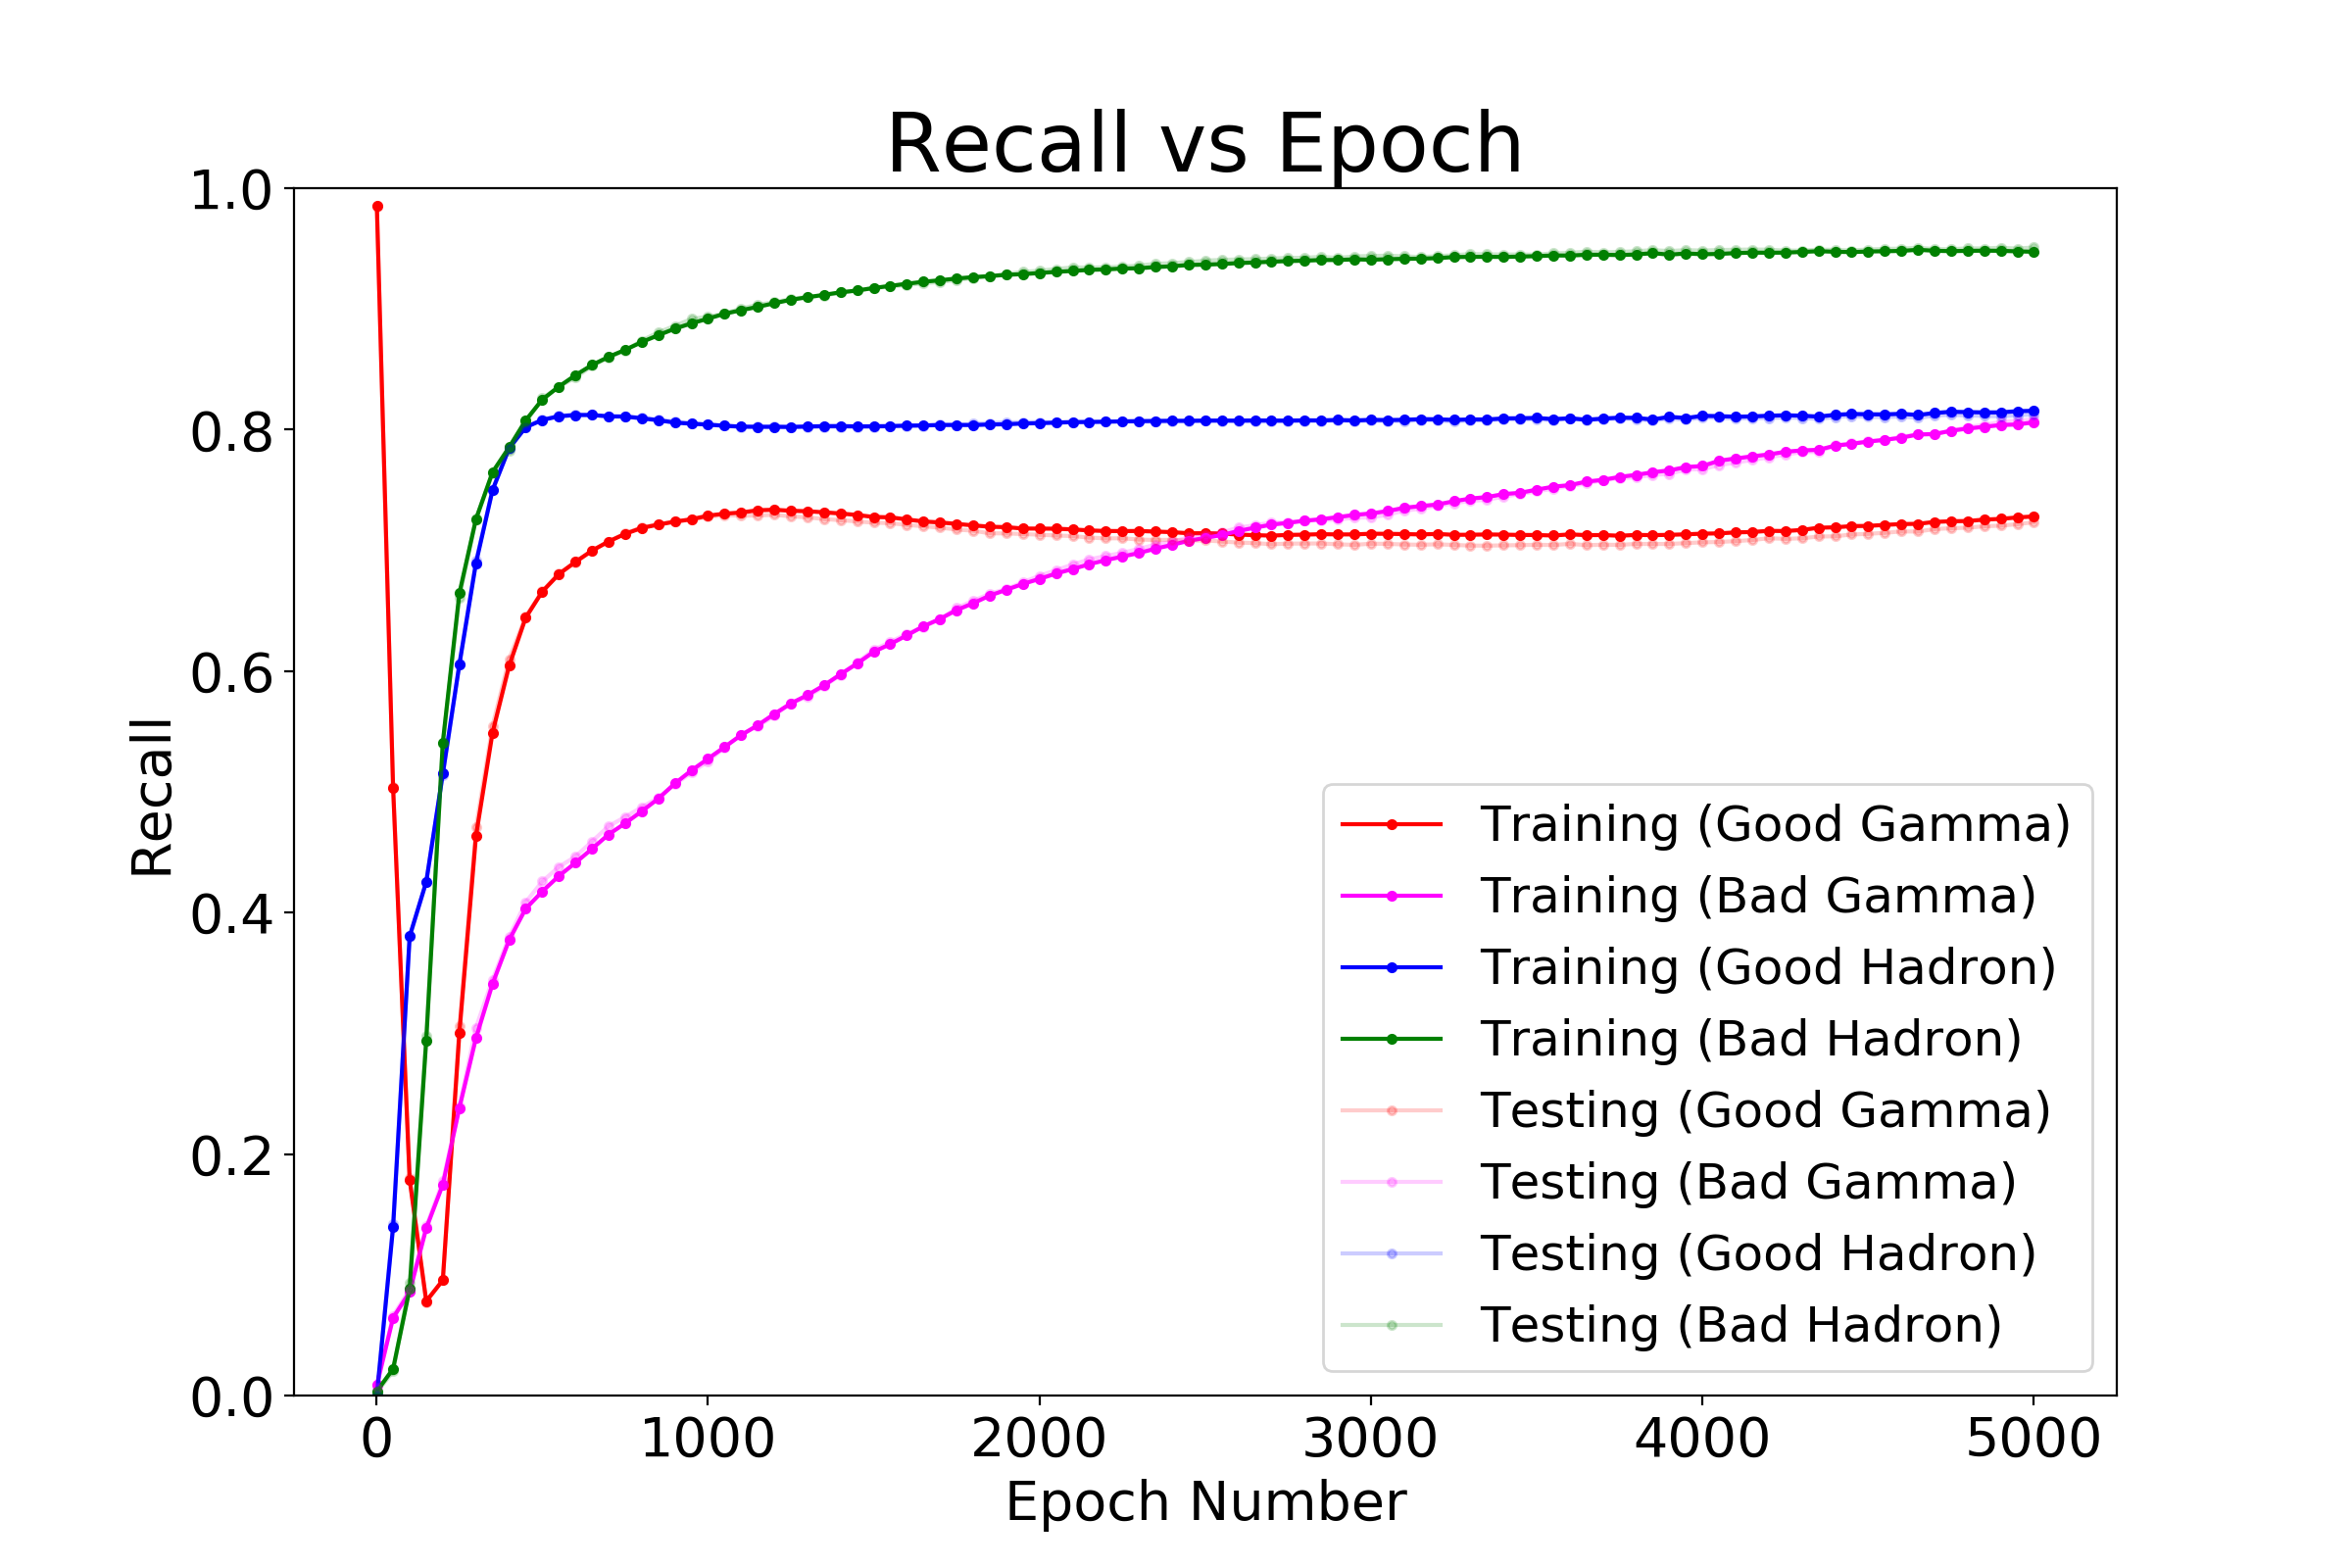 Recall vs Epoch
1.0
0.8
0.6
0.4
0.2
0.0
Recall
0 1000 2000 3000 4000 5000
Epoch Number
Training (Good Gamma)
Training (Bad Gamma)
Training (Good Hadron)
Training (Bad Hadron)
Testing (Good Gamma)
Testing (Bad Gamma)
Testing (Good Hadron)
Testing (Bad Hadron)